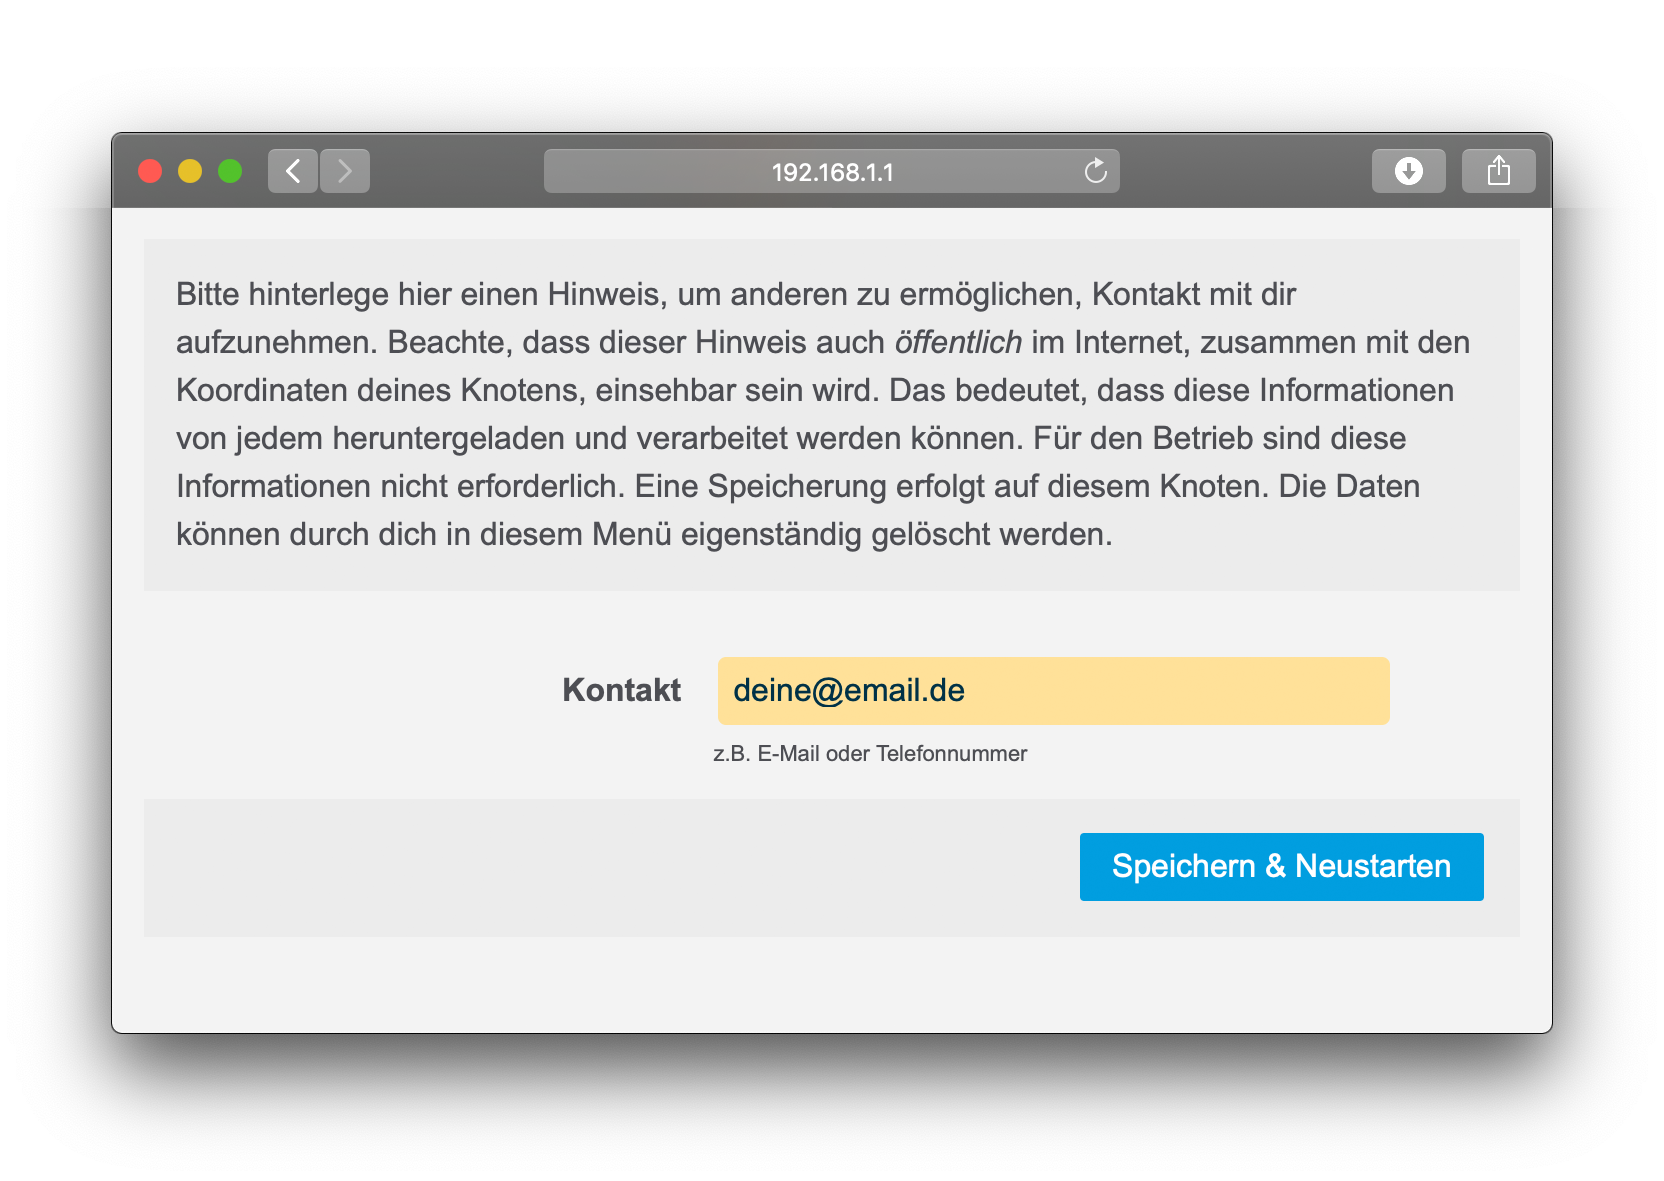 192.168.1.1
Bitte hinterlege hier einen Hinweis, um anderen zu ermöglichen, Kontakt mit dir
aufzunehmen. Beachte, dass dieser Hinweis auch öffentlich im Internet, zusammen mit den
Koordinaten deines Knotens, einsehbar sein wird. Das bedeutet, dass diese Informationen
von jedem heruntergeladen und verarbeitet werden können. Für den Betrieb sind diese
Informationen nicht erforderlich. Eine Speicherung erfolgt auf diesem Knoten. Die Daten
können durch dich in diesem Menü eigenständig gelöscht werden.
Kontakt deine@email.de
z.B. E-Mail oder Telefonnummer
Speichern & Neustarten